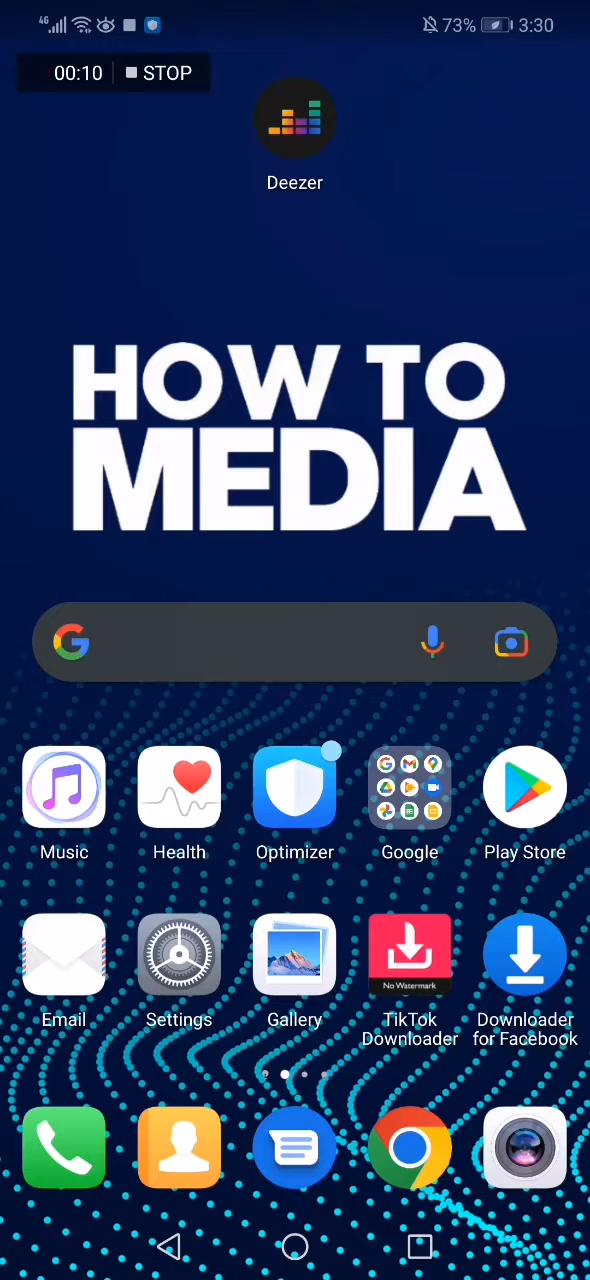 4G 73% 3:30
00:10 STOP
Deezer
HOW TO
MEDIA
Music Health Optimizer Google Play Store
No Watermark
Email Settings Gallery TikTok Downloader
Downloader for Facebook